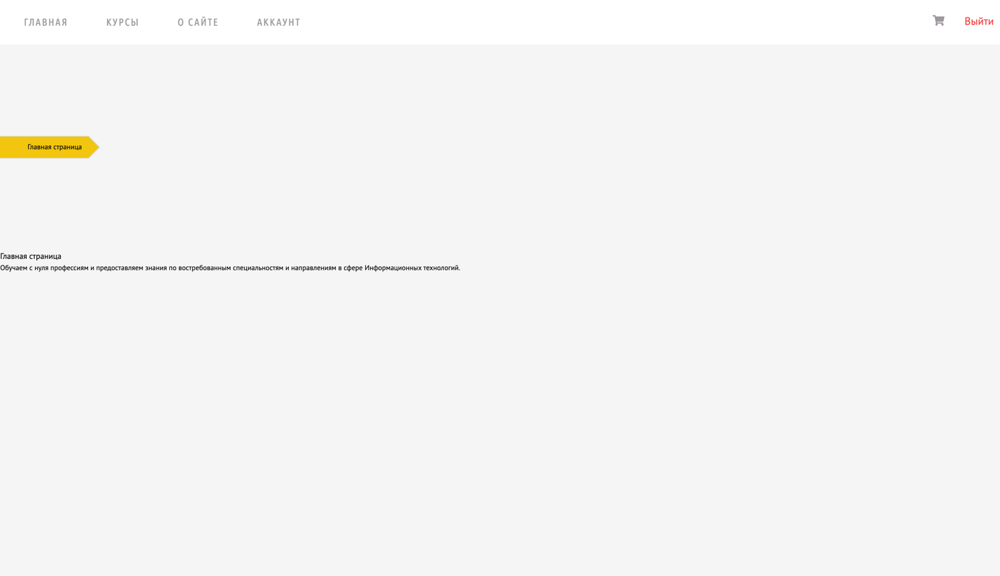 ГЛАВНАЯ КУРСЫ О САЙТЕ АККАУНТ Выйти
Главная страница
Главная страница
Обучаем с нуля профессиям и предоставляем знания по востребованным специальностям и направлениям в сфере Информационных технологий.